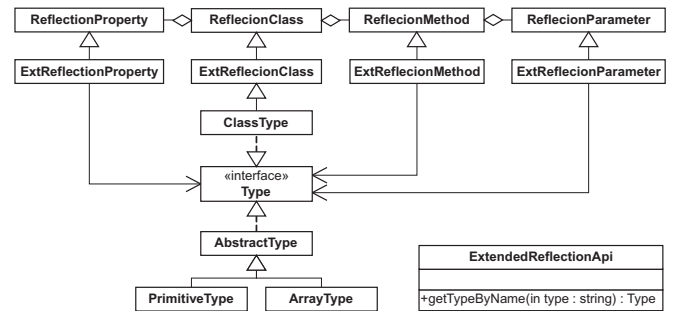 ReflectionProperty
ReflecionClass
ReflecionMethod
ReflecionParameter
ExtReflectionProperty
ExtReflecionClass
ExtReflecionMethod
ExtReflecionParameter
ClassType
«interface»
Type
AbstractType
PrimitiveType
ArrayType
ExtendedReflectionApi
+getTypeByName(in type : string) : Type